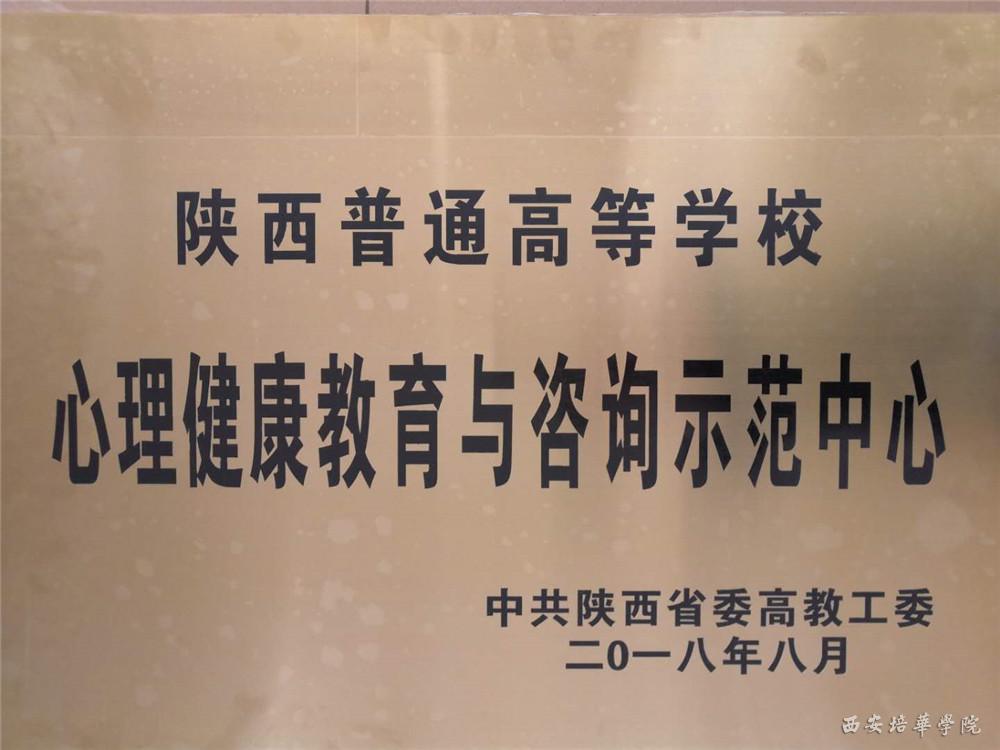 陕西普通高等学校
心理健康教育与咨询示范中心
中共陕西省委高教工委
二0一八年八月
西安培華学院